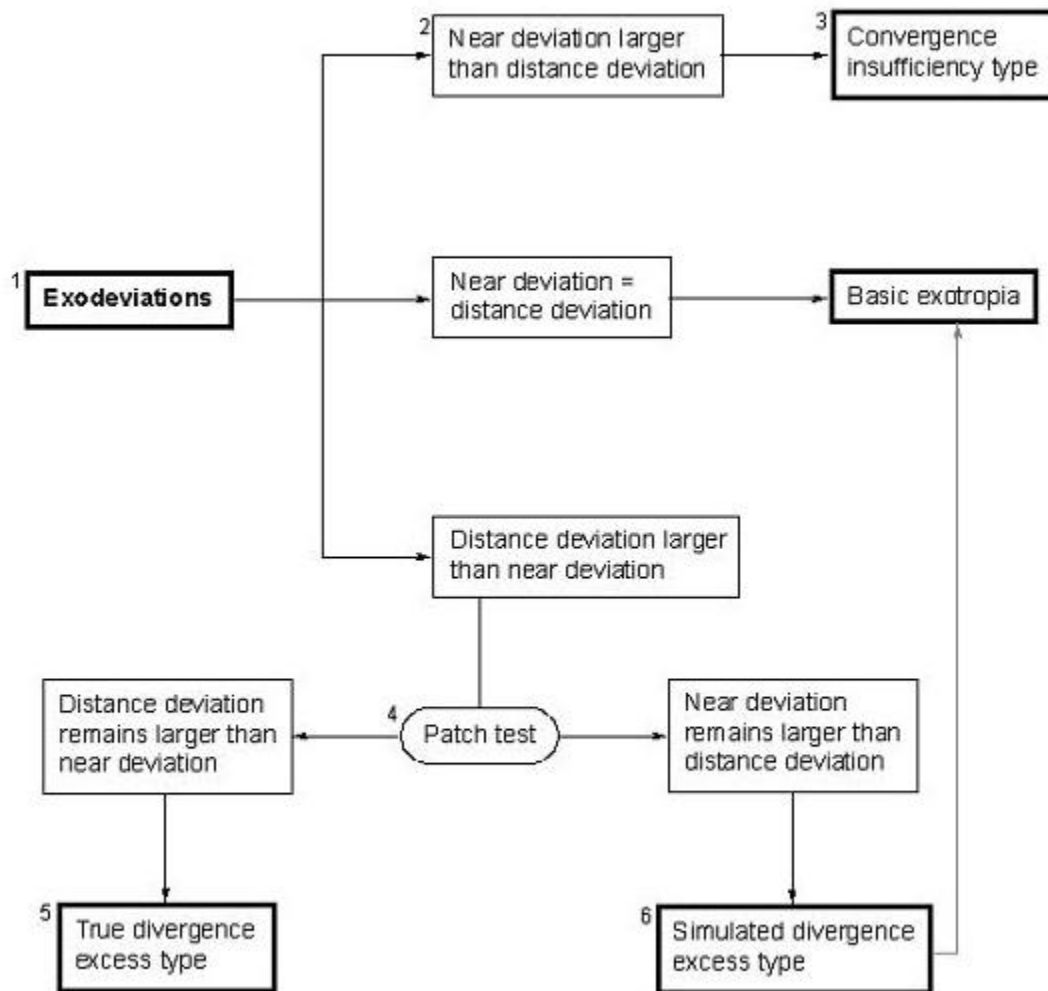 2
Near deviation larger
than distance deviation
3
Convergence
insufficiency type
1
Exodeviations
Near deviation =
distance deviation
Basic exotropia
Distance deviation larger
than near deviation
Distance deviation
remains larger than
near deviation
4
Patch test
Near deviation
remains larger than
distance deviation
5
True divergence
excess type
6
Simulated divergence
excess type